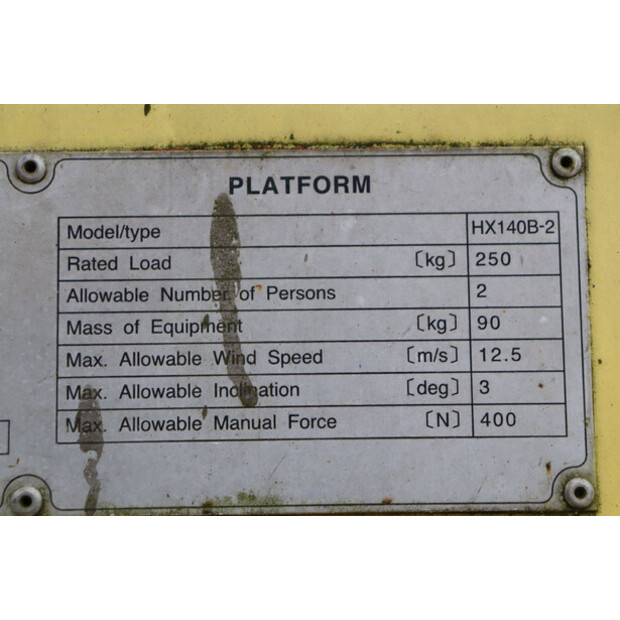 PLATFORM
Model/type HX140B-2
Rated Load 〔kg〕 250
Allowable Number of Persons 2
Mass of Equipment 〔kg〕 90
Max. Allowable Wind Speed 〔m/s〕 12.5
Max. Allowable Inclination 〔deg〕 3
Max. Allowable Manual Force 〔N〕 400